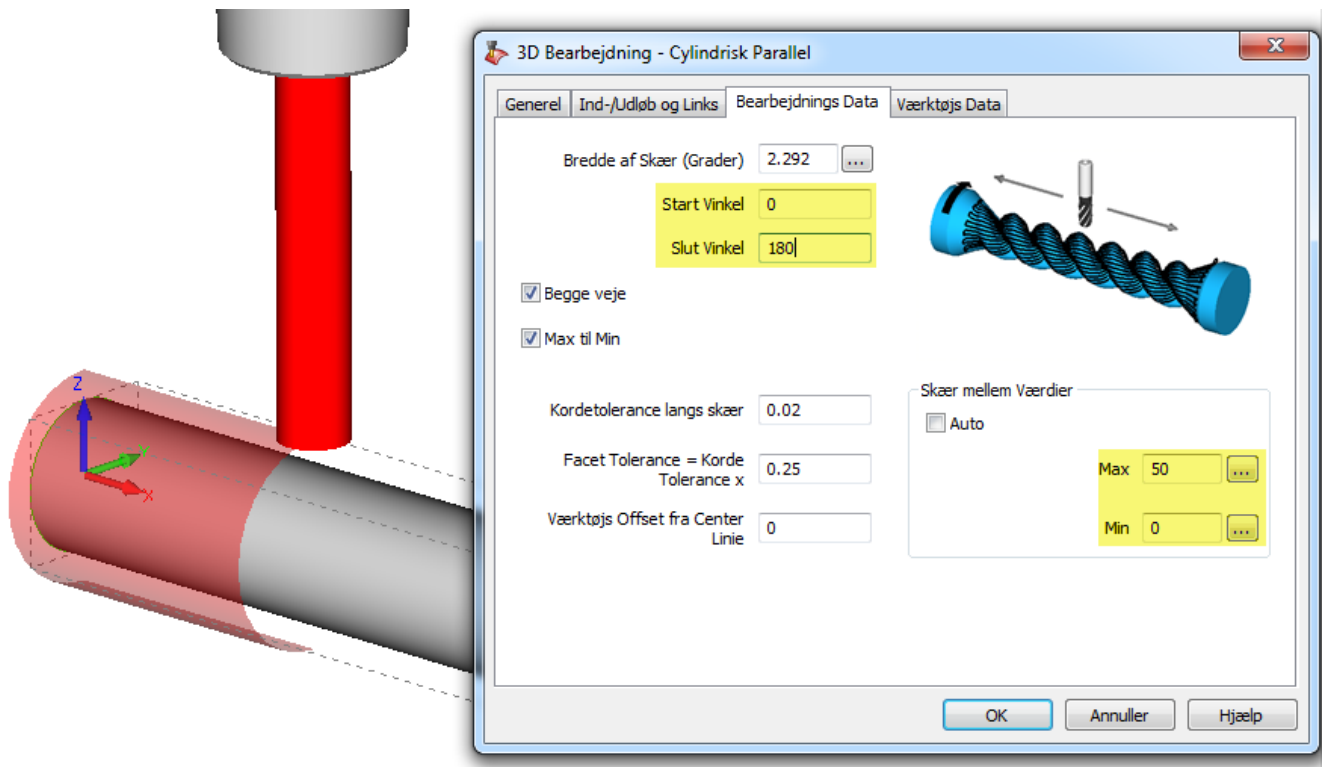 3D Bearbejdning - Cylindrisk Parallel
Generel
Ind-/Udløb og Links
Bearbejdnings Data
Værktøjs Data
Bredde af Skær (Grader) 2.292 ...
Start Vinkel 0
Slut Vinkel 180
Begge veje
Max til Min
Kordetolerance langs skær 0.02
Facet Tolerance = Korde
Tolerance x 0.25
Værktøjs Offset fra Center
Linie 0
Skær mellem Værdier
Auto
Max 50 ...
Min 0 ...
OK
Annuller
Hjælp
Z
Y
X